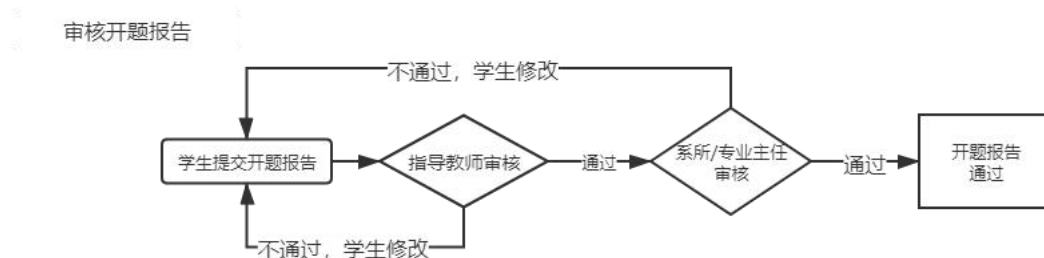 审核开题报告
不通过，学生修改
学生提交开题报告
指导教师审核
通过
系所/专业主任
审核
通过
开题报告
通过
不通过，学生修改